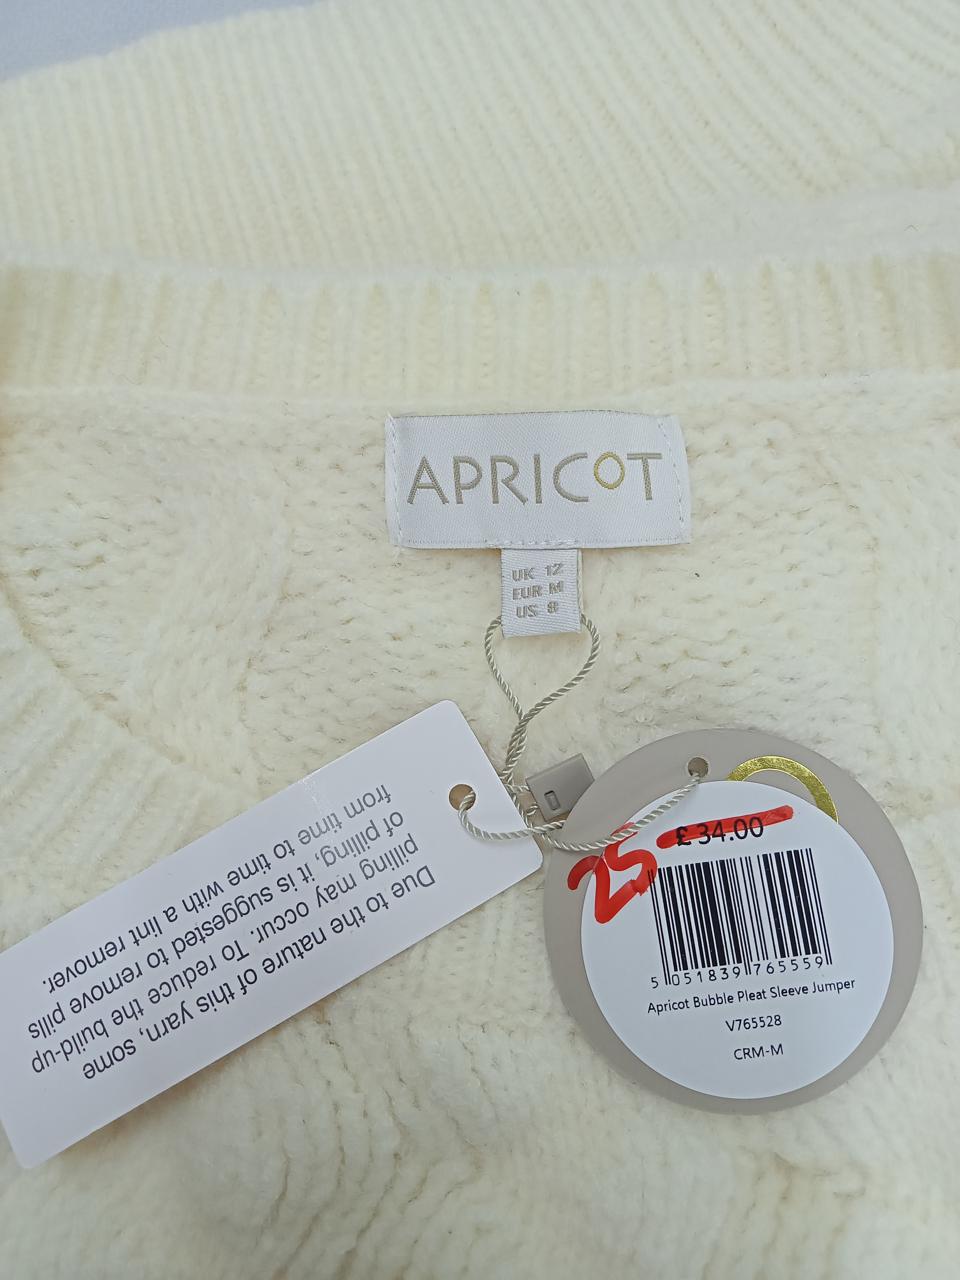 APRICOT
UK 12
EUR M
US 8
Due to the nature of this yarn, some
pilling may occur. To reduce the build-up
of pilling, it is suggested to remove pills
from time to time with a lint remover.
£ 34.00
25
5 051839 765559
Apricot Bubble Pleat Sleeve Jumper
V765528
CRM-M